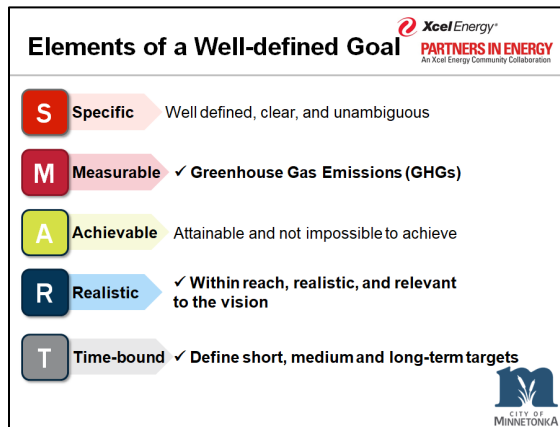 Elements of a Well-defined Goal
Xcel Energy®
PARTNERS IN ENERGY
An Xcel Energy Community Collaboration
S Specific Well defined, clear, and unambiguous
M Measurable ✓ Greenhouse Gas Emissions (GHGs)
A Achievable Attainable and not impossible to achieve
R Realistic ✓ Within reach, realistic, and relevant
to the vision
T Time-bound ✓ Define short, medium and long-term targets
m
CITY OF
MINNETONKA